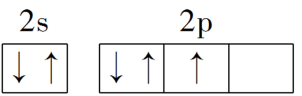 2s 2p
↓ ↑ ↓ ↑ ↑